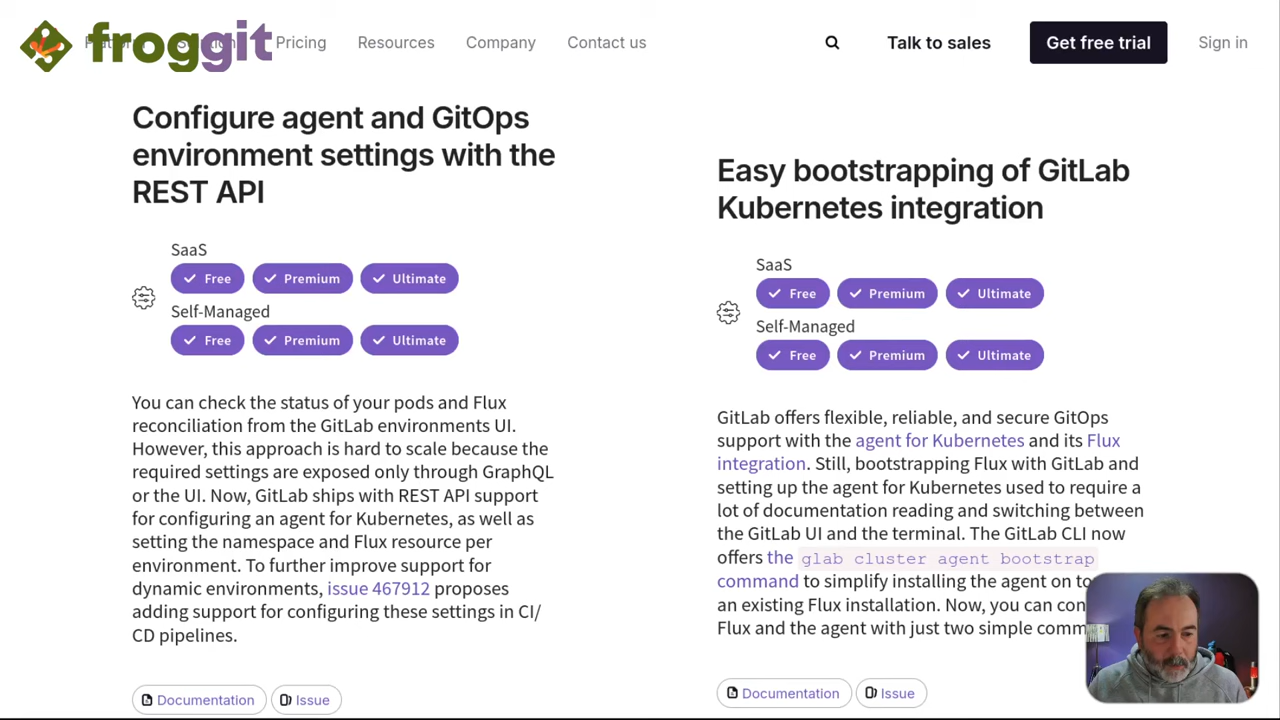 froggit
Pricing
Resources
Company
Contact us
Talk to sales
Get free trial
Sign in
Configure agent and GitOps
environment settings with the
REST API
SaaS
Free
Premium
Ultimate
Self-Managed
Free
Premium
Ultimate
You can check the status of your pods and Flux
reconciliation from the GitLab environments UI.
However, this approach is hard to scale because the
required settings are exposed only through GraphQL
or the UI. Now, GitLab ships with REST API support
for configuring an agent for Kubernetes, as well as
setting the namespace and Flux resource per
environment. To further improve support for
dynamic environments, issue 467912 proposes
adding support for configuring these settings in CI/
CD pipelines.
Documentation
Issue
Easy bootstrapping of GitLab
Kubernetes integration
SaaS
Free
Premium
Ultimate
Self-Managed
Free
Premium
Ultimate
GitLab offers flexible, reliable, and secure GitOps
support with the agent for Kubernetes and its Flux
integration. Still, bootstrapping Flux with GitLab and
setting up the agent for Kubernetes used to require a
lot of documentation reading and switching between
the GitLab UI and the terminal. The GitLab CLI now
offers the glab cluster agent bootstrap
command to simplify installing the agent on to
an existing Flux installation. Now, you can
Flux and the agent with just two simple
Documentation
Issue